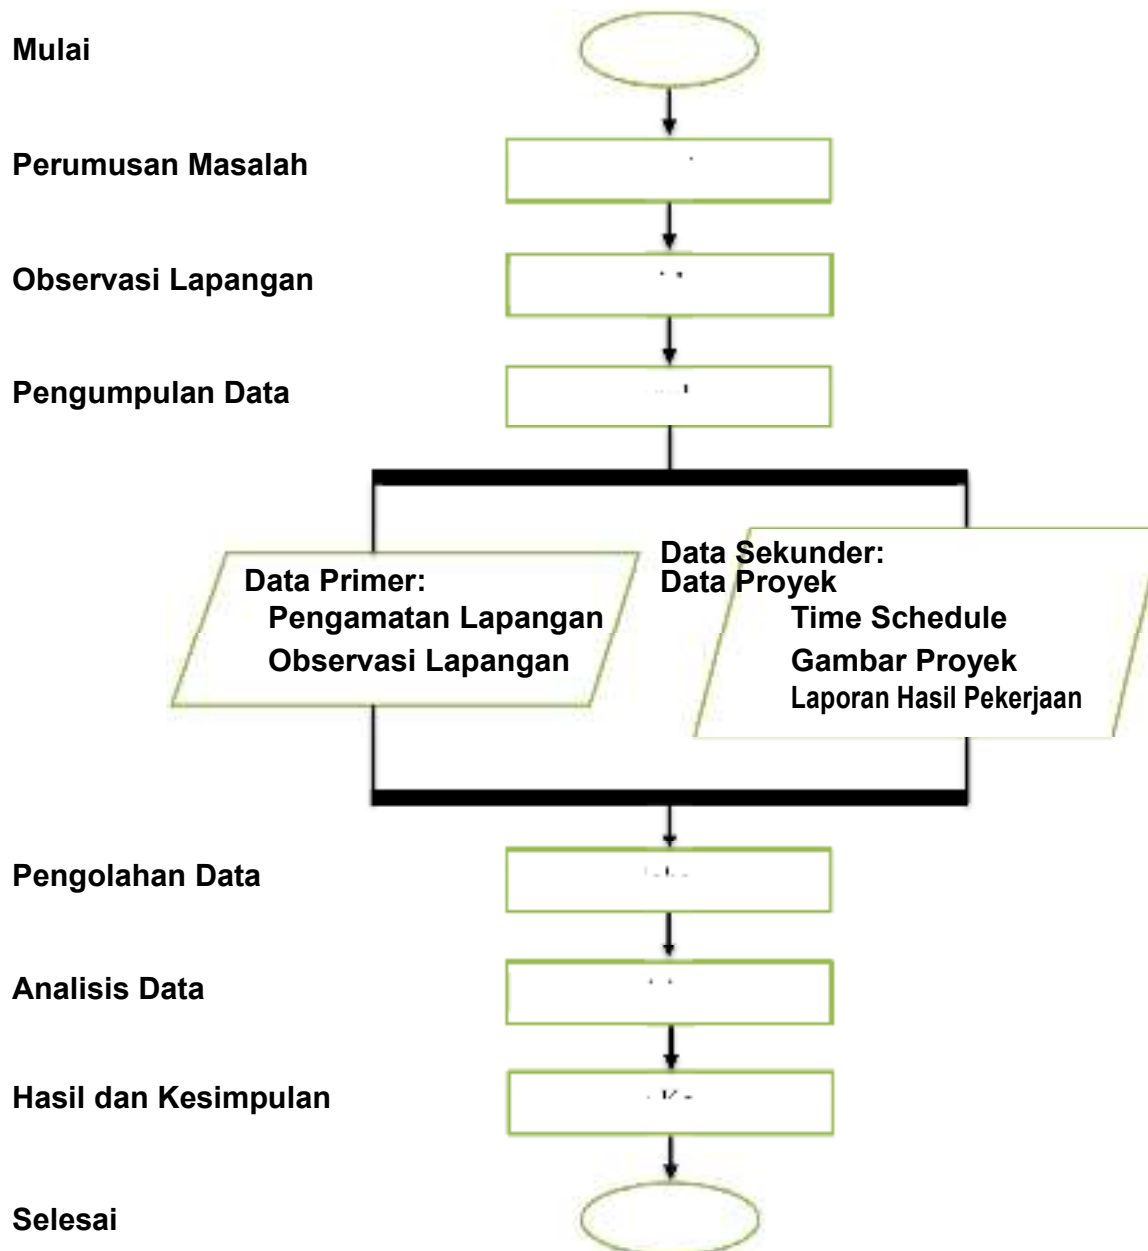 Mulai
Perumusan Masalah
Observasi Lapangan
Pengumpulan Data
Data Primer:
Pengamatan Lapangan
Observasi Lapangan
Data Sekunder:
Data Proyek
Time Schedule
Gambar Proyek
Laporan Hasil Pekerjaan
Pengolahan Data
Analisis Data
Hasil dan Kesimpulan
Selesai